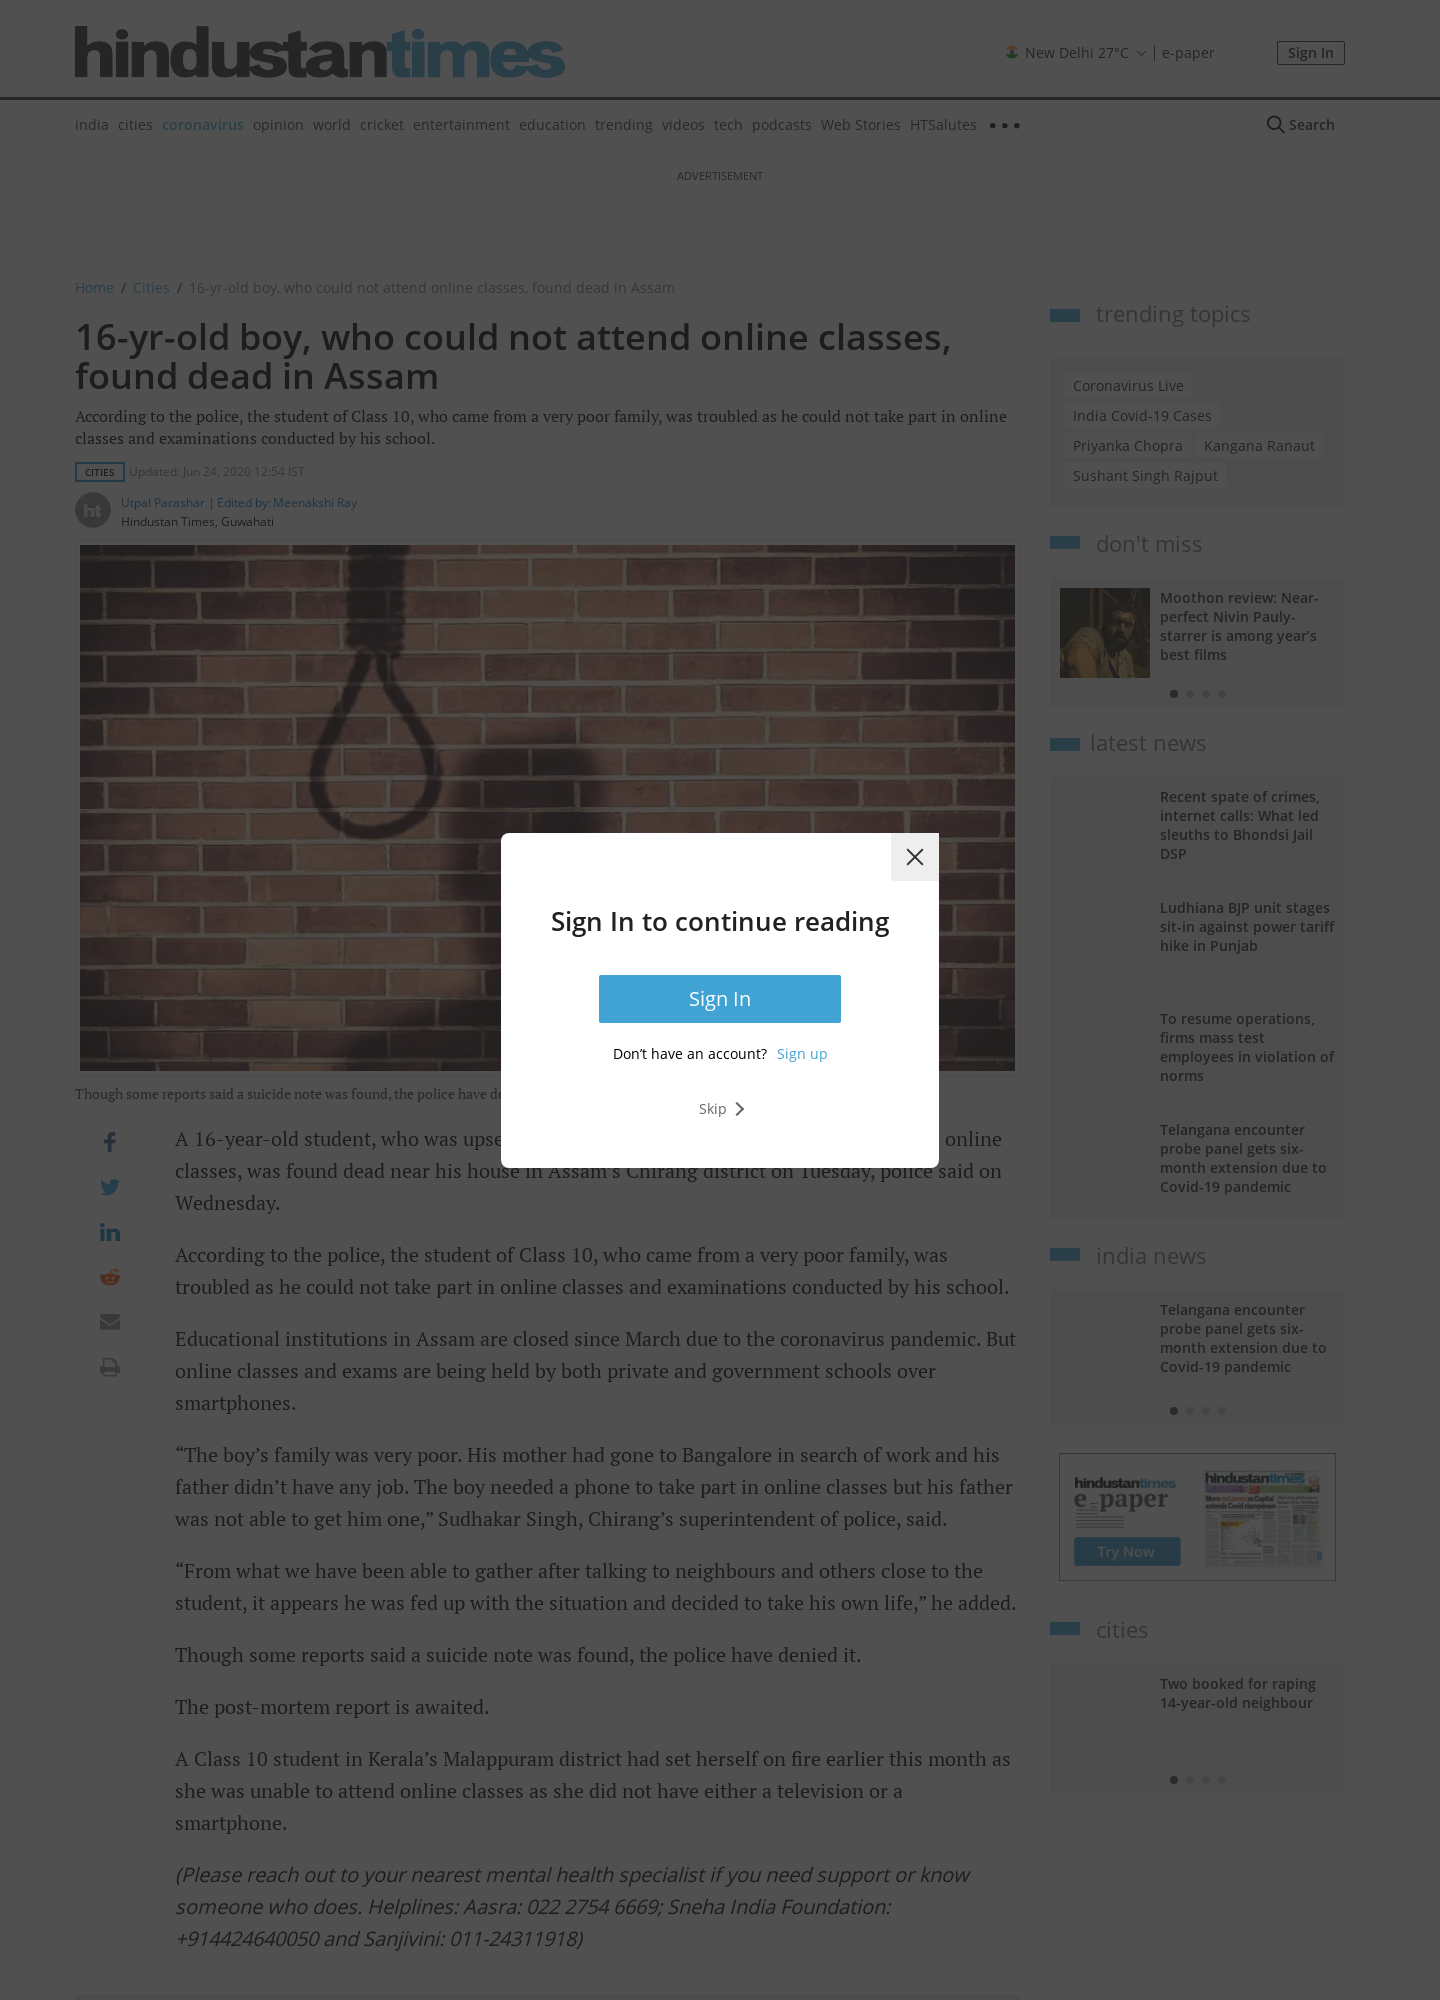 hindustantimes
New Delhi 27°C
e-paper
Sign In
india cities coronavirus opinion world cricket entertainment education trending videos tech podcasts Web Stories HTSalutes
Search
ADVERTISEMENT
Home / Cities / 16-yr-old boy, who could not attend online classes, found dead in Assam
16-yr-old boy, who could not attend online classes,
found dead in Assam
According to the police, the student of Class 10, who came from a very poor family, was troubled as he could not take part in online
classes and examinations conducted by his school.
CITIES Updated: Jun 24, 2020 12:54 IST
ht
Utpal Parashar | Edited by: Meenakshi Ray
Hindustan Times, Guwahati
Sign In to continue reading
Sign In
Don’t have an account? Sign up
Skip
Though some reports said a suicide note was found, the police have
A 16-year-old student, who was online
classes, was found dead near his house in Assam’s Chirang district on Tuesday, police said on
Wednesday.
According to the police, the student of Class 10, who came from a very poor family, was
troubled as he could not take part in online classes and examinations conducted by his school.
Educational institutions in Assam are closed since March due to the coronavirus pandemic. But
online classes and exams are being held by both private and government schools over
smartphones.
“The boy’s family was very poor. His mother had gone to Bangalore in search of work and his
father didn’t have any job. The boy needed a phone to take part in online classes but his father
was not able to get him one,” Sudhakar Singh, Chirang’s superintendent of police, said.
“From what we have been able to gather after talking to neighbours and others close to the
student, it appears he was fed up with the situation and decided to take his own life,” he added.
Though some reports said a suicide note was found, the police have denied it.
The post-mortem report is awaited.
A Class 10 student in Kerala’s Malappuram district had set herself on fire earlier this month as
she was unable to attend online classes as she did not have either a television or a
smartphone.
(Please reach out to your nearest mental health specialist if you need support or know
someone who does. Helplines: Aasra: 022 2754 6669; Sneha India Foundation:
+914424640050 and Sanjivini: 011-24311918)
trending topics
Coronavirus Live
India Covid-19 Cases
Priyanka Chopra Kangana Ranaut
Sushant Singh Rajput
don't miss
Moothon review: Near-
perfect Nivin Pauly-
starrer is among year’s
best films
latest news
Recent spate of crimes,
internet calls: What led
sleuths to Bhondsi Jail
DSP
Ludhiana BJP unit stages
sit-in against power tariff
hike in Punjab
To resume operations,
firms mass test
employees in violation of
norms
Telangana encounter
probe panel gets six-
month extension due to
Covid-19 pandemic
india news
Telangana encounter
probe panel gets six-
month extension due to
Covid-19 pandemic
hindustantimes
e-paper
Try Now
hindustantimes
cities
Two booked for raping
14-year-old neighbour